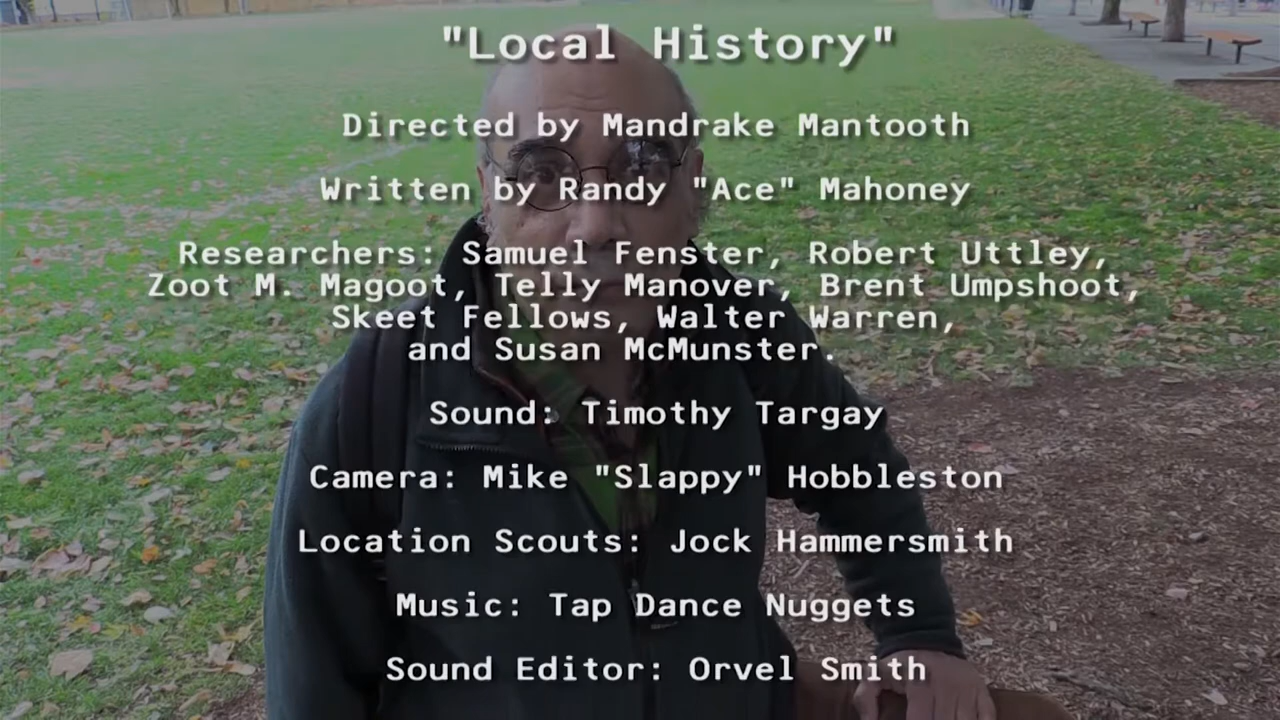 "Local History"
Directed by Mandrake Mantooth
Written by Randy "Ace" Mahoney
Researchers: Samuel Fenster, Robert Uttley,
Zoot M. Magoot, Telly Manover, Brent Umpshoot,
Skeet Fellows, Walter Warren,
and Susan McMunster.
Sound: Timothy Targay
Camera: Mike "Slappy" Hobbleston
Location Scouts: Jock Hammersmith
Music: Tap Dance Nuggets
Sound Editor: Orvel Smith